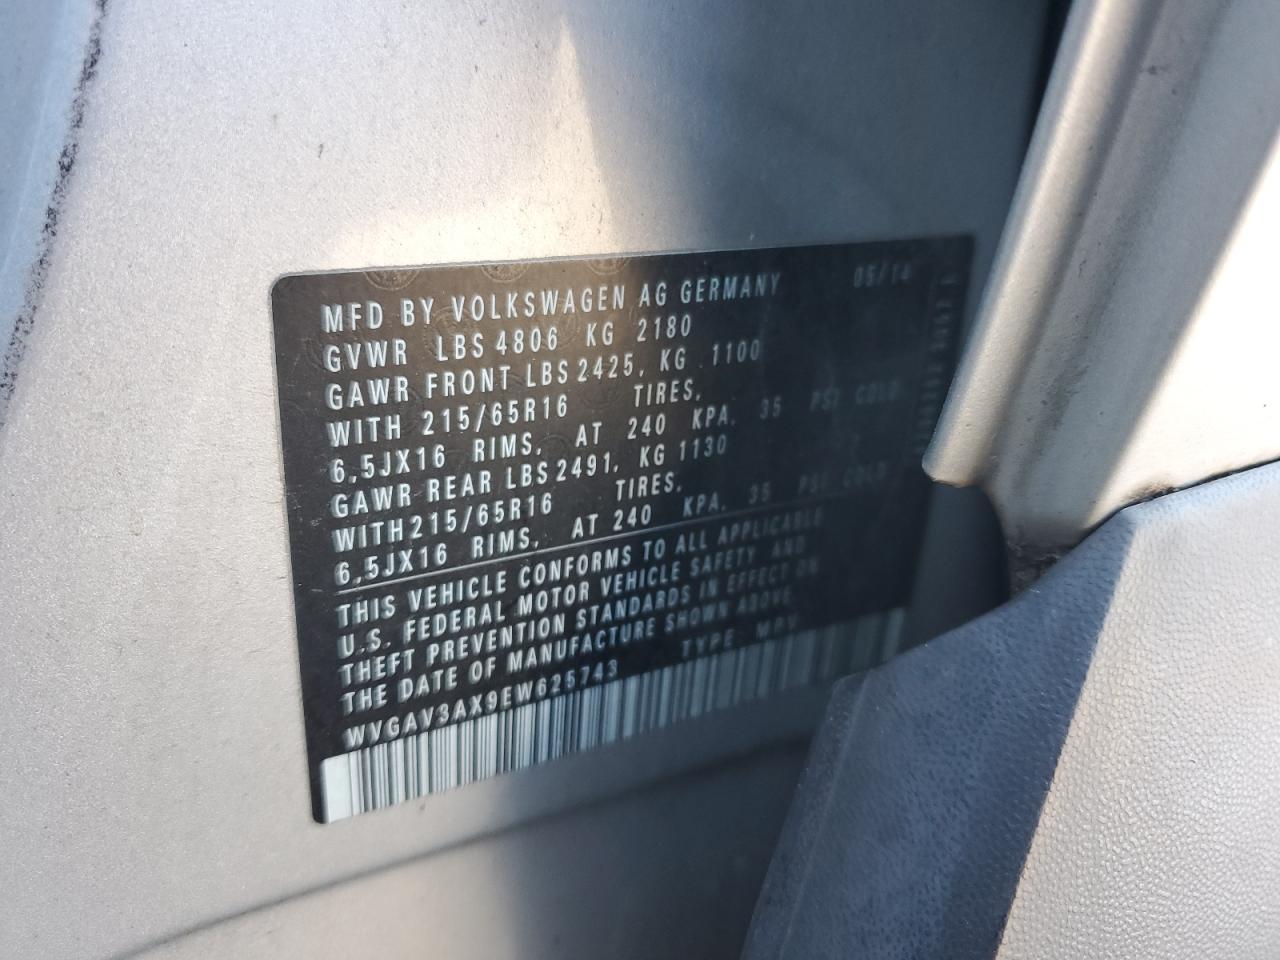 MFD BY VOLKSWAGEN AG GERMANY 05/14
GVWR LBS 4806 KG 2180
GAWR FRONT LBS 2425, KG 1100
WITH 215/65R16 TIRES,
6,5JX16 RIMS, AT 240 KPA, 35 PSI COLD
GAWR REAR LBS 2491, KG 1130
WITH 215/65R16 TIRES,
6,5JX16 RIMS, AT 240 KPA, 35 PSI COLD
THIS VEHICLE CONFORMS TO ALL APPLICABLE
U.S. FEDERAL MOTOR VEHICLE SAFETY AND
THEFT PREVENTION STANDARDS IN EFFECT ON
THE DATE OF MANUFACTURE SHOWN ABOVE
WVGAV3AX9EW625743 TYPE: MPV